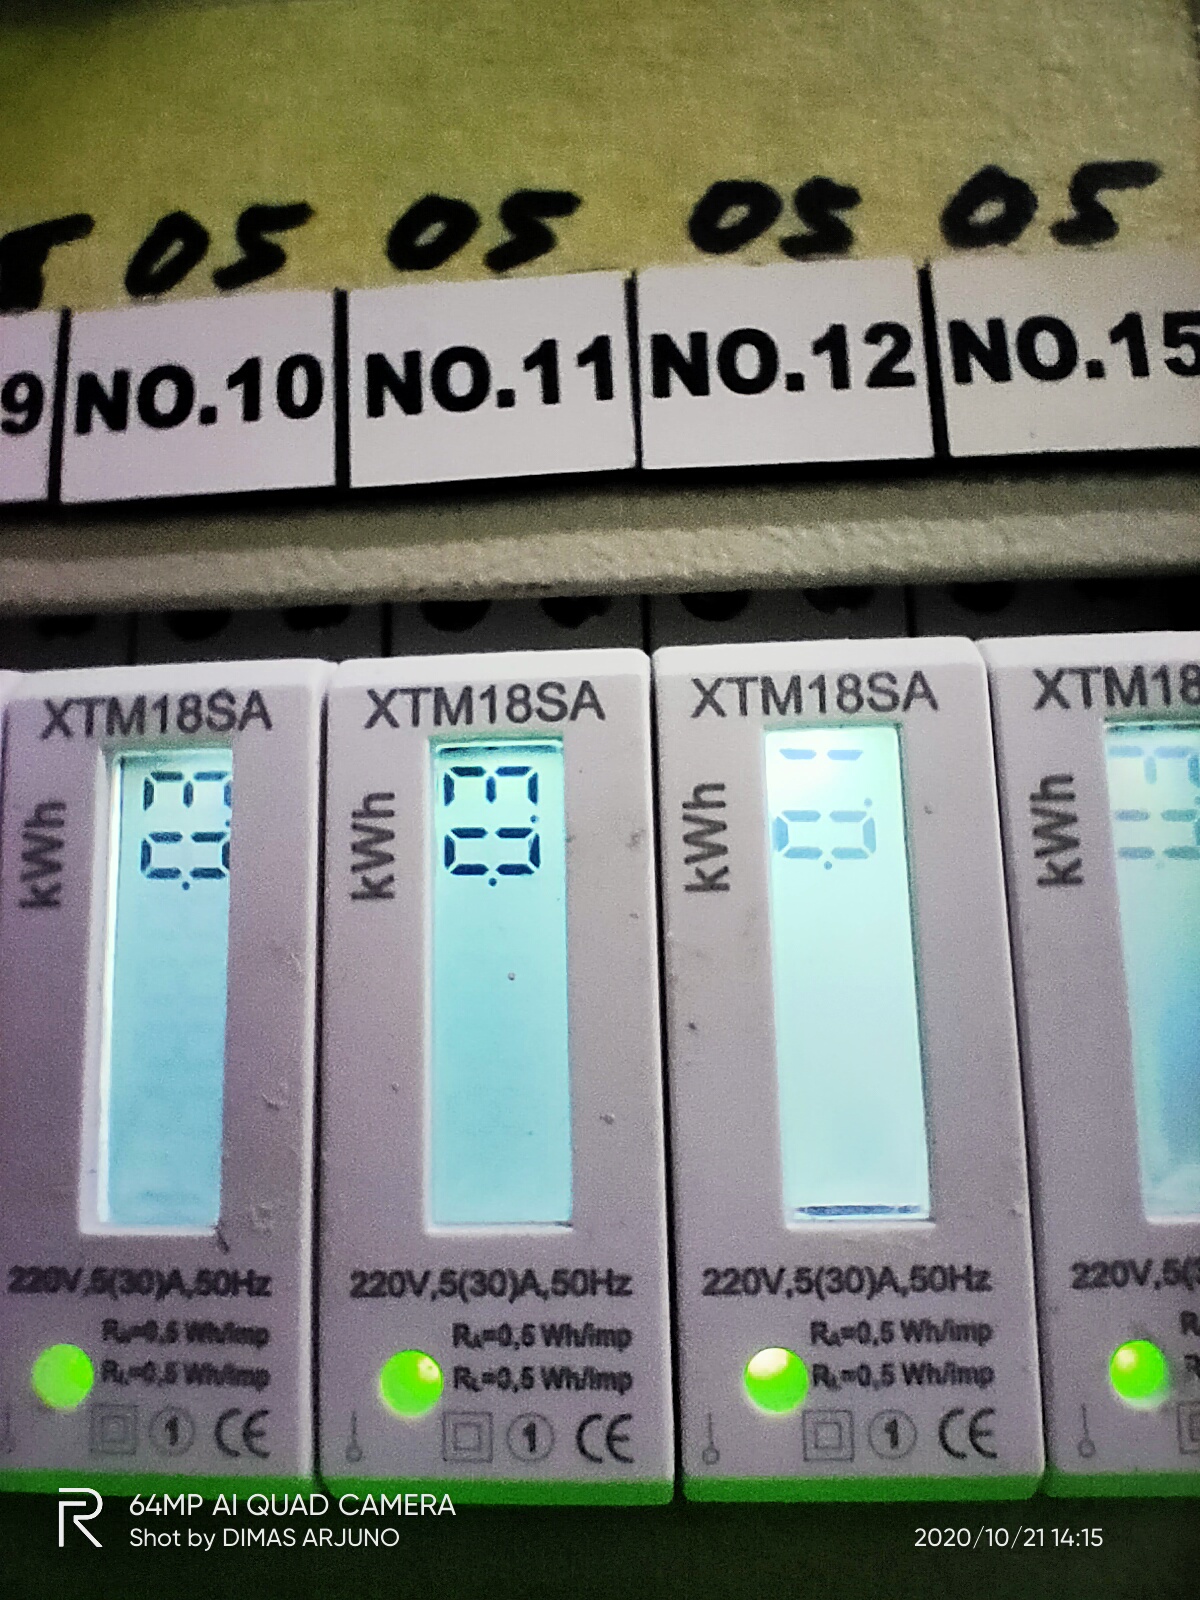 05 05 05 05
NO.10 NO.11 NO.12 NO.15
XTM18SA XTM18SA XTM18SA XTM18
kWh kWh kWh kWh
220V,5(30)A,50Hz 220V,5(30)A,50Hz 220V,5(30)A,50Hz 220V,5(3
RA=0,5 Wh/imp RA=0,5 Wh/imp RA=0,5 Wh/imp
RL=0,5 Wh/imp RL=0,5 Wh/imp RL=0,5 Wh/imp
1 CE 1 CE 1 CE
R 64MP AI QUAD CAMERA
Shot by DIMAS ARJUNO
2020/10/21 14:15